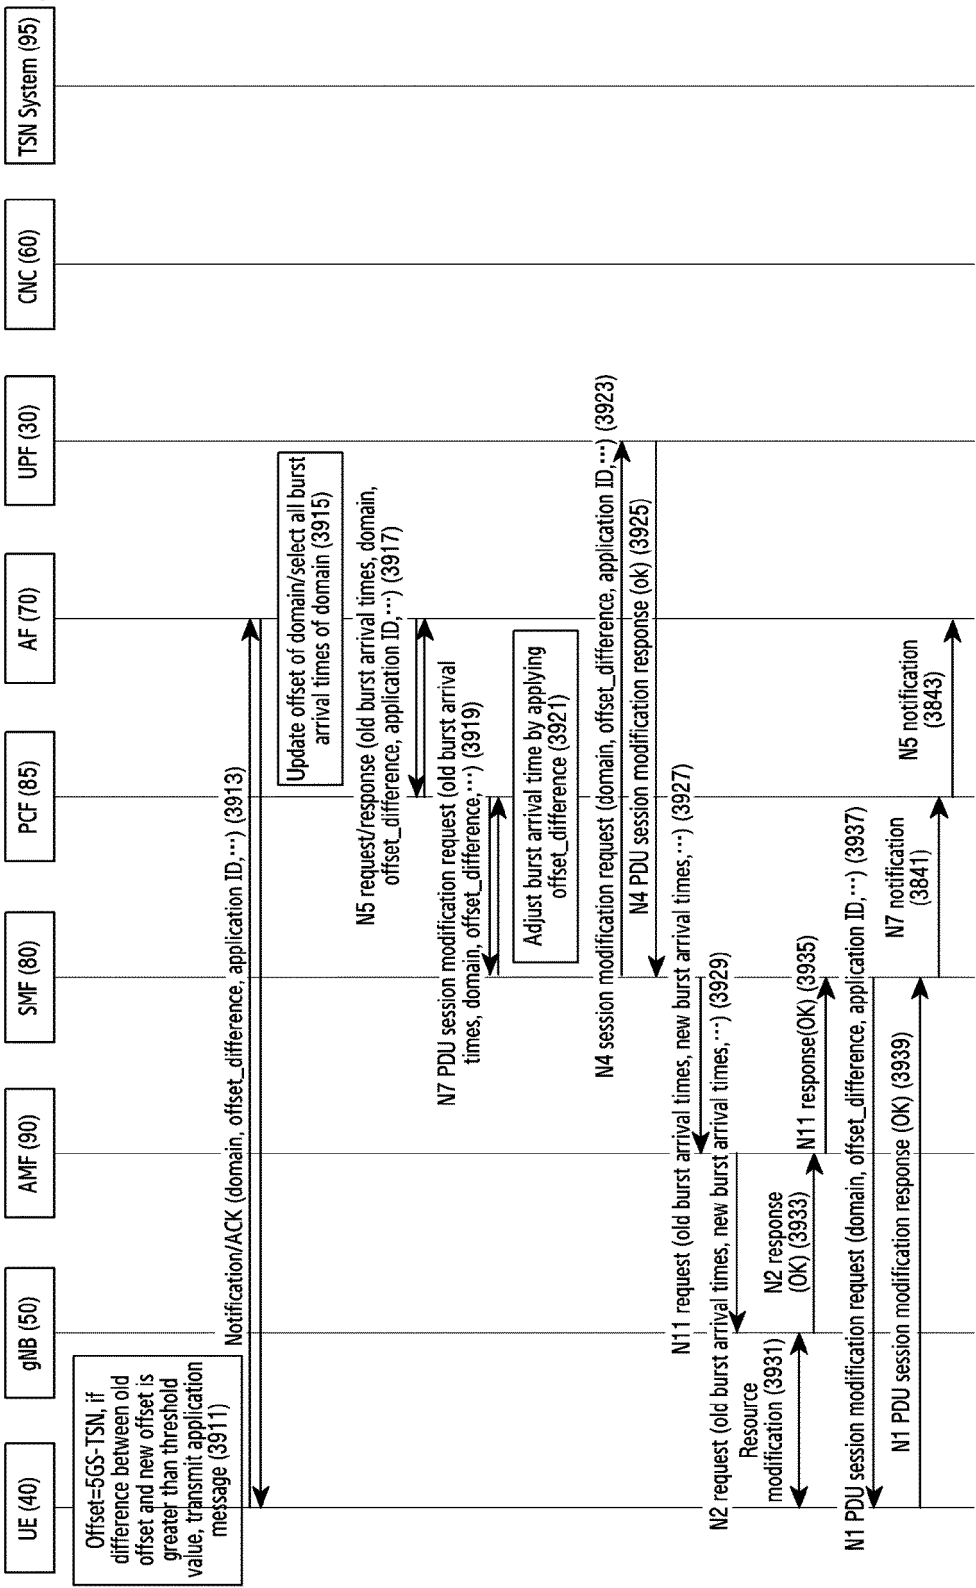 UE (40)
gNB (50)
AMF (90)
SMF (80)
PCF (85)
AF (70)
UPF (30)
CNC (60)
TSN System (95)
Offset=5GS-TSN, if
difference between old
offset and new offset is
greater than threshold
value, transmit application
message (3911)
Notification/ACK (domain, offset_difference, application ID,···) (3913)
Update offset of domain/select all burst
arrival times of domain (3915)
N5 request/response (old burst arrival times, domain,
offset_difference, application ID,···) (3917)
N7 PDU session modification request (old burst arrival
times, domain, offset_difference,···) (3919)
Adjust burst arrival time by applying
offset_difference (3921)
N4 session modification request (domain, offset_difference, application ID,···) (3923)
N4 PDU session modification response (ok) (3925)
N11 request (old burst arrival times, new burst arrival times,···) (3927)
N2 request (old burst arrival times, new burst arrival times,···) (3929)
Resource
modification (3931)
N2 response
(OK) (3933)
N11 response(OK) (3935)
N1 PDU session modification request (domain, offset_difference, application ID,···) (3937)
N1 PDU session modification response (OK) (3939)
N7 notification
(3841)
N5 notification
(3843)